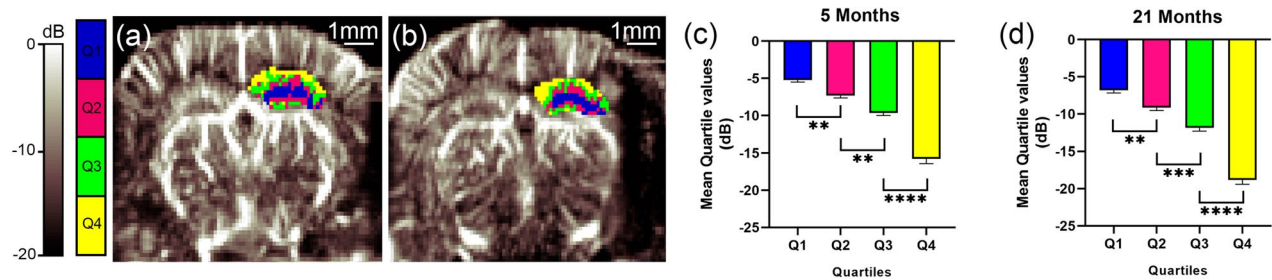 dB
0
-10
-20
Q1
Q2
Q3
Q4
(a)
1mm
(b)
1mm
(c)
5 Months
Mean Quartile values
(dB)
0
-5
-10
-15
-20
-25
**
**
****
Q1 Q2 Q3 Q4
Quartiles
(d)
21 Months
Mean Quartile values
(dB)
0
-5
-10
-15
-20
-25
**
***
****
Q1 Q2 Q3 Q4
Quartiles